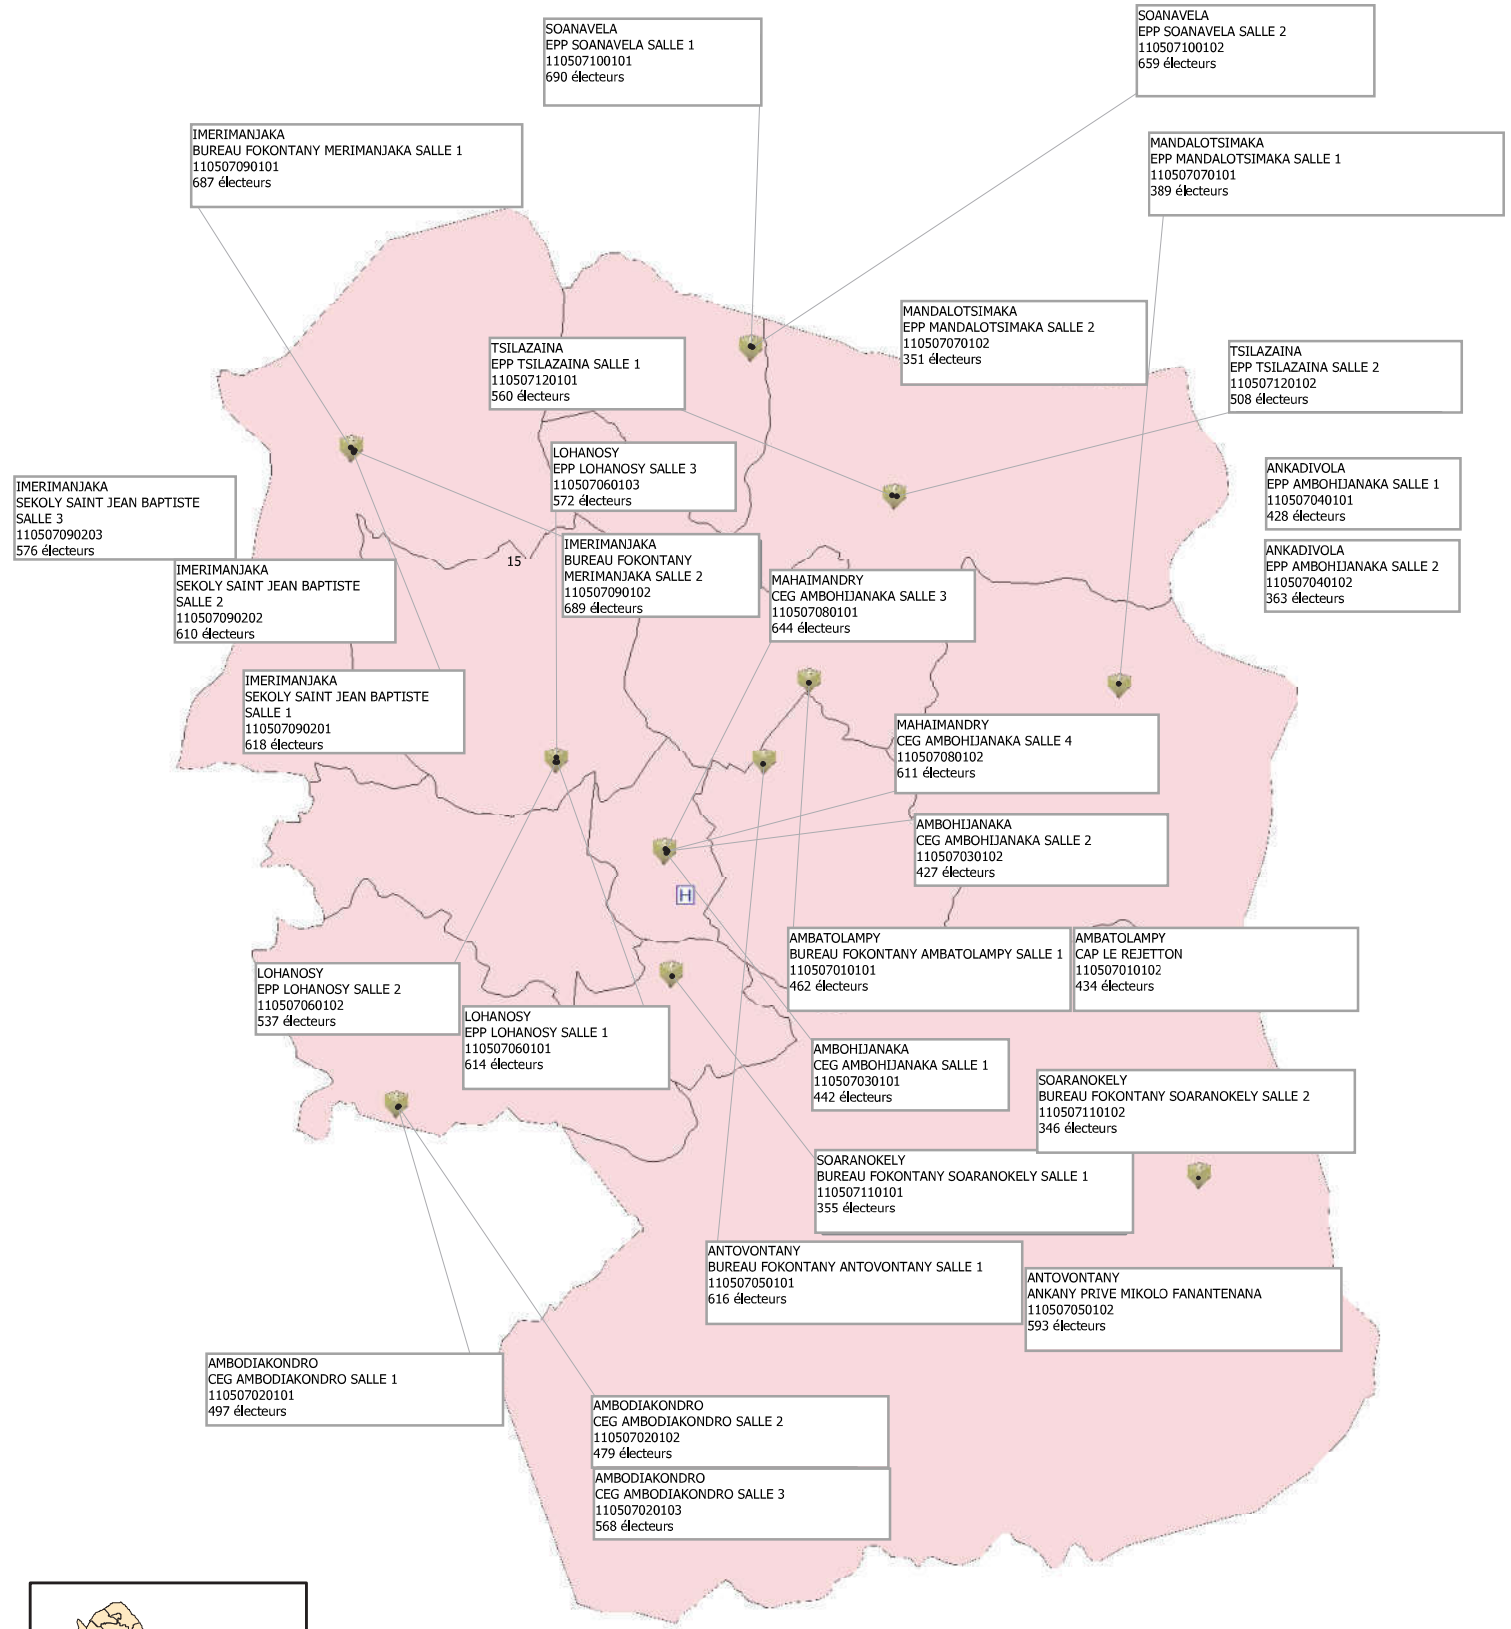 SOANAVELA
EPP SOANAVELA SALLE 1
110507100101
690 électeurs
SOANAVELA
EPP SOANAVELA SALLE 2
110507100102
659 électeurs
IMERIMANJAKA
BUREAU FOKONTANY MERIMANJAKA SALLE 1
110507090101
687 électeurs
MANDALOTSIMAKA
EPP MANDALOTSIMAKA SALLE 1
110507070101
389 électeurs
MANDALOTSIMAKA
EPP MANDALOTSIMAKA SALLE 2
110507070102
351 électeurs
TSILAZAINA
EPP TSILAZAINA SALLE 1
110507120101
560 électeurs
TSILAZAINA
EPP TSILAZAINA SALLE 2
110507120102
508 électeurs
LOHANOSY
EPP LOHANOSY SALLE 3
110507060103
572 électeurs
ANKADIVOLA
EPP AMBOHIJANAKA SALLE 1
110507040101
428 électeurs
IMERIMANJAKA
SEKOLY SAINT JEAN BAPTISTE
SALLE 3
110507090203
576 électeurs
15
IMERIMANJAKA
BUREAU FOKONTANY
MERIMANJAKA SALLE 2
110507090102
689 électeurs
ANKADIVOLA
EPP AMBOHIJANAKA SALLE 2
110507040102
363 électeurs
IMERIMANJAKA
SEKOLY SAINT JEAN BAPTISTE
SALLE 2
110507090202
610 électeurs
MAHAIMANDRY
CEG AMBOHIJANAKA SALLE 3
110507080101
644 électeurs
IMERIMANJAKA
SEKOLY SAINT JEAN BAPTISTE
SALLE 1
110507090201
618 électeurs
MAHAIMANDRY
CEG AMBOHIJANAKA SALLE 4
110507080102
611 électeurs
AMBOHIJANAKA
CEG AMBOHIJANAKA SALLE 2
110507030102
427 électeurs
H
AMBATOLAMPY
BUREAU FOKONTANY AMBATOLAMPY SALLE 1
110507010101
462 électeurs
AMBATOLAMPY
CAP LE REJETTON
110507010102
434 électeurs
LOHANOSY
EPP LOHANOSY SALLE 2
110507060102
537 électeurs
LOHANOSY
EPP LOHANOSY SALLE 1
110507060101
614 électeurs
AMBOHIJANAKA
CEG AMBOHIJANAKA SALLE 1
110507030101
442 électeurs
SOARANOKELY
BUREAU FOKONTANY SOARANOKELY SALLE 2
110507110102
346 électeurs
SOARANOKELY
BUREAU FOKONTANY SOARANOKELY SALLE 1
110507110101
355 électeurs
ANTOVONTANY
BUREAU FOKONTANY ANTOVONTANY SALLE 1
110507050101
616 électeurs
ANTOVONTANY
ANKANY PRIVE MIKOLO FANANTENANA
110507050102
593 électeurs
AMBODIAKONDRO
CEG AMBODIAKONDRO SALLE 1
110507020101
497 électeurs
AMBODIAKONDRO
CEG AMBODIAKONDRO SALLE 2
110507020102
479 électeurs
AMBODIAKONDRO
CEG AMBODIAKONDRO SALLE 3
110507020103
568 électeurs